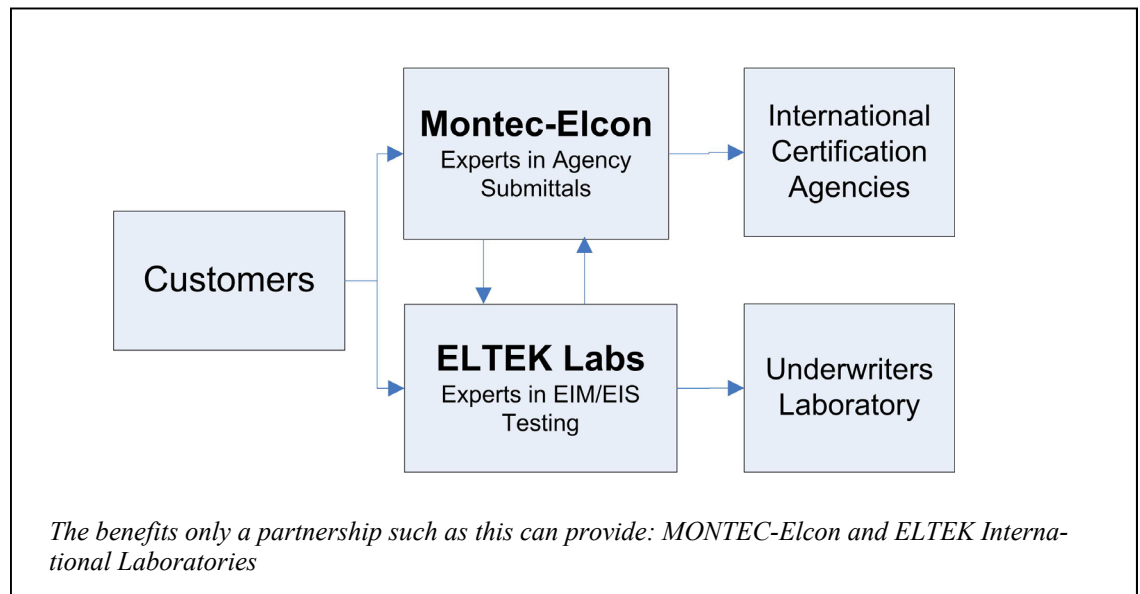 Montec-Elcon
Experts in Agency
Submittals
International
Certification
Agencies
Customers
ELTEK Labs
Experts in EIM/EIS
Testing
Underwriters
Laboratory
The benefits only a partnership such as this can provide: MONTEC-Elcon and ELTEK Interna-
tional Laboratories